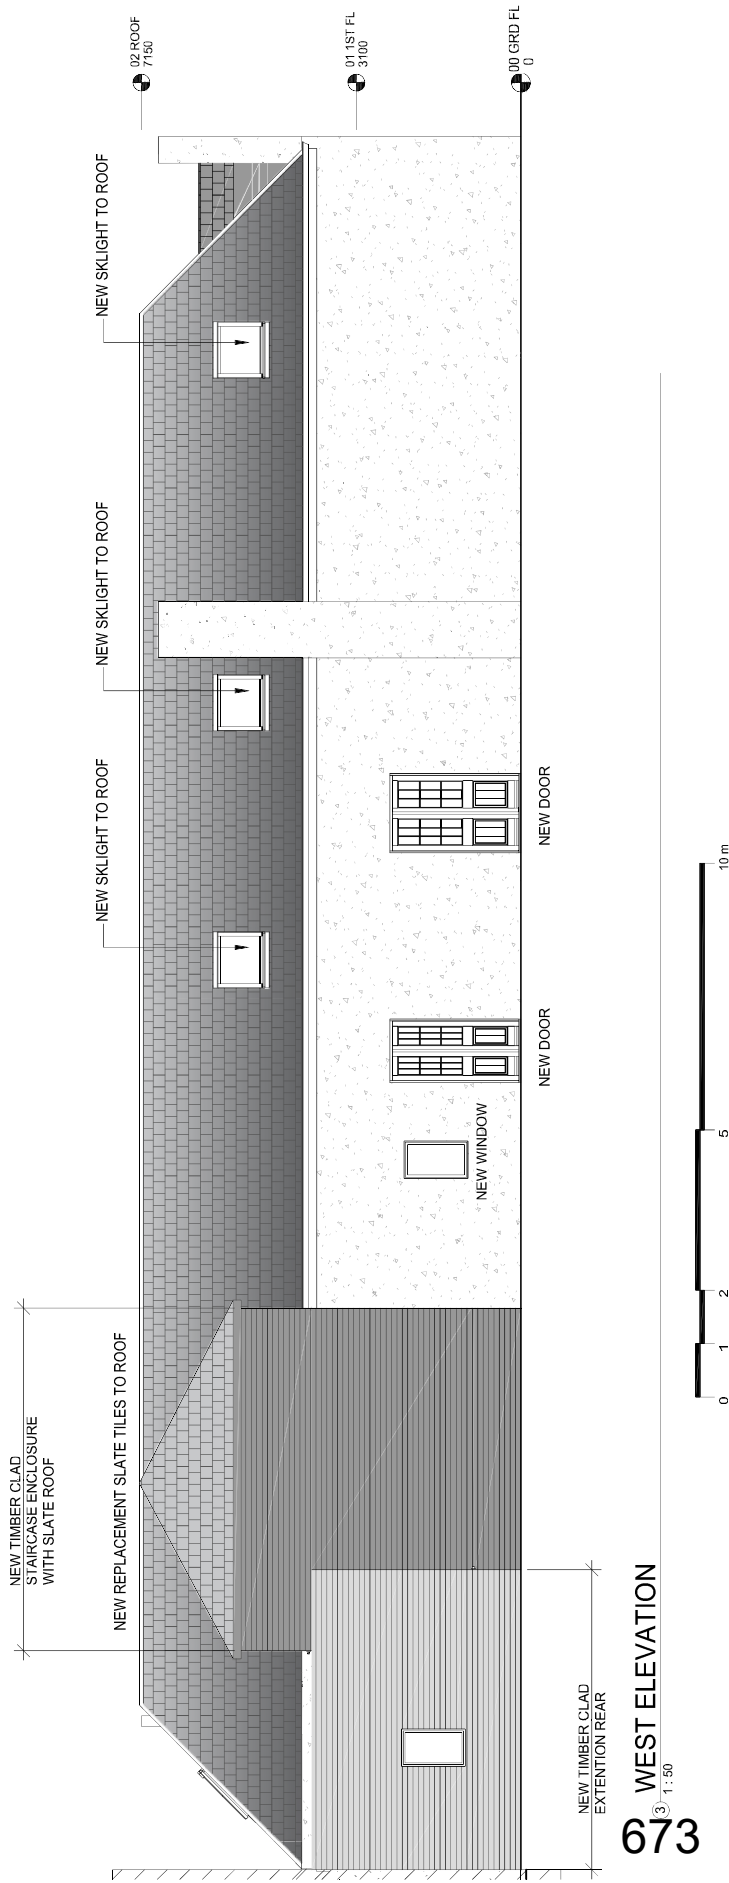 02 ROOF
7150
01 1ST FL
3100
00 GRD FL
0
NEW SKLIGHT TO ROOF
NEW SKLIGHT TO ROOF
NEW SKLIGHT TO ROOF
NEW DOOR
NEW DOOR
NEW WINDOW
NEW TIMBER CLAD
STAIRCASE ENCLOSURE
WITH SLATE ROOF
NEW REPLACEMENT SLATE TILES TO ROOF
NEW TIMBER CLAD
EXTENTION REAR
3
WEST ELEVATION
1 : 50
0 1 2 5 10 m
673